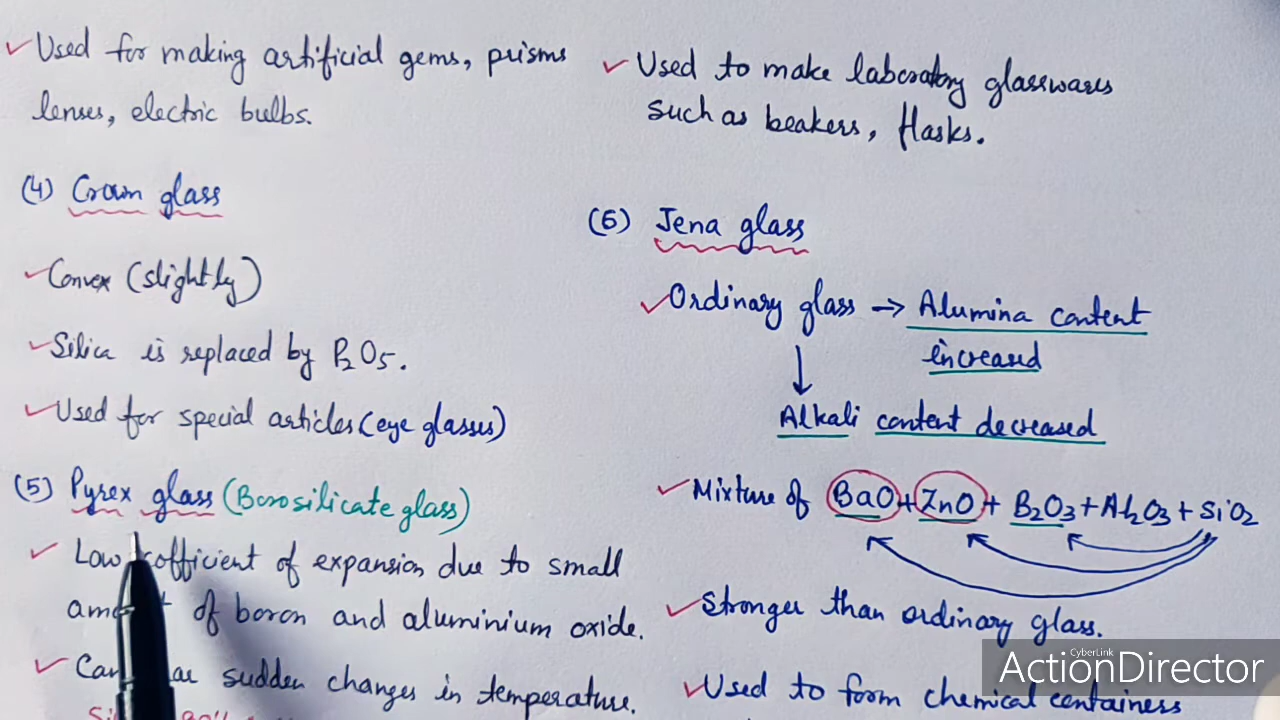 ✓ Used for making artificial gems, prisms
lenses, electric bulbs.
(4) Crown glass
✓ Convex (slightly)
✓ Silica is replaced by P2O5.
✓ Used for special articles (eye glasses)
(5) Pyrex glass (Borosilicate glass)
✓ Low of expansion due to small
of boron and aluminium oxide.
✓ sudden changes in temperature.
✓ Used to make laboratory glasswares
such as beakers, flasks.
(6) Jena glass
✓ Ordinary glass → Alumina content
increased
↓
Alkali content decreased
✓ Mixture of BaO + ZnO + B2O3 + Al2O3 + SiO2
✓ Stronger than ordinary glass.
✓ Used to form chemical containess
CyberLink
ActionDirector